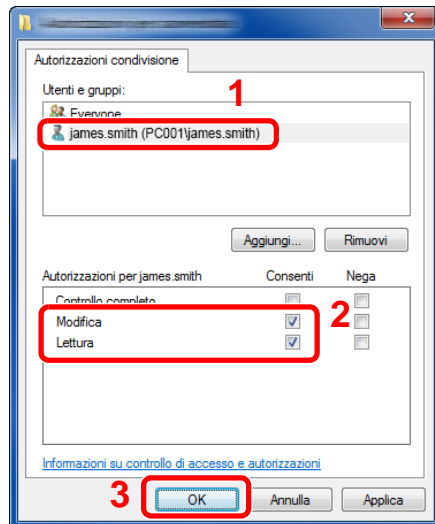 X
Autorizzazioni condivisione
Utenti e gruppi:
1
Everyone
james.smith (PC001\james.smith)
Aggiungi...
Rimuovi
Autorizzazioni per james.smith
Consenti
Nega
Controllo completo
Modifica
2
Lettura
Informazioni su controllo di accesso e autorizzazioni
3
OK
Annulla
Applica